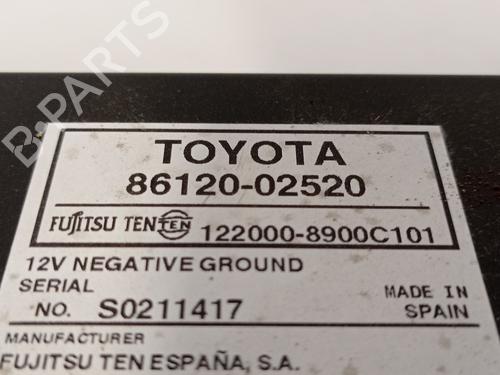 B-PARTS
TOYOTA
86120-02520
FUJITSU TEN TEN 122000-8900C101
12V NEGATIVE GROUND
SERIAL
NO. S0211417
MADE IN
SPAIN
MANUFACTURER
FUJITSU TEN ESPAÑA, S.A.